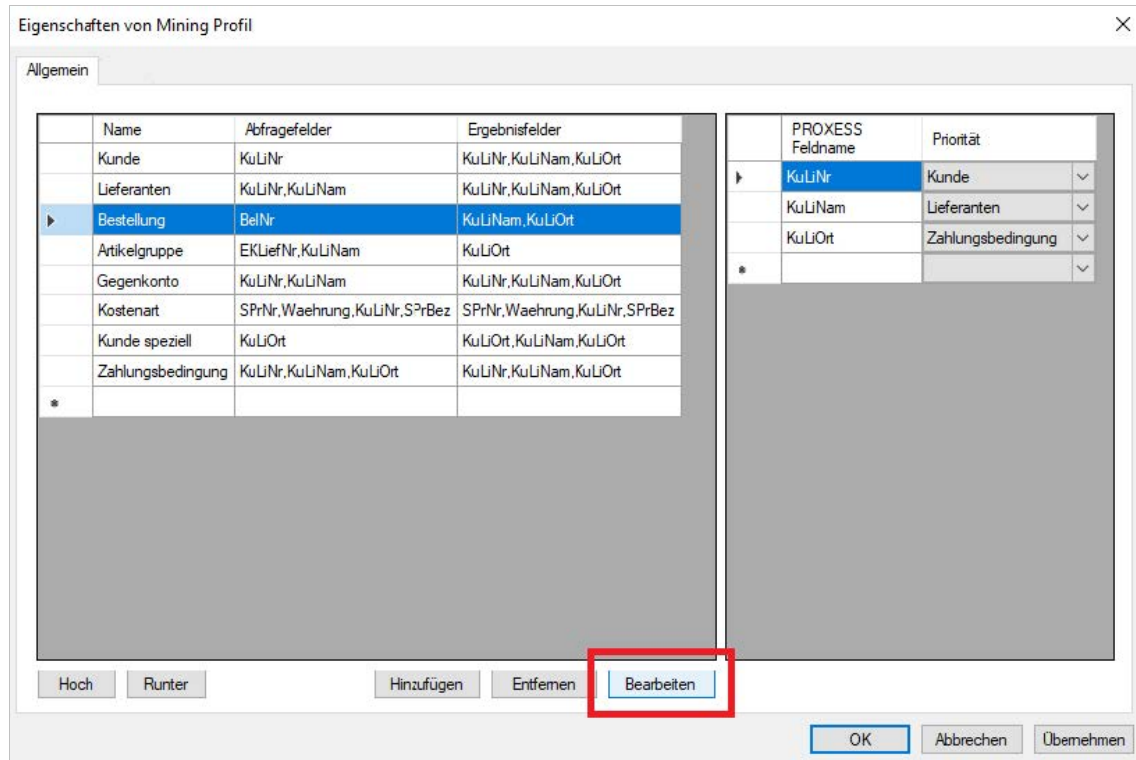 Eigenschaften von Mining Profil
Allgemein
Name Abfragefelder Ergebnisfelder
Kunde KuLiNr KuLiNr,KuLiNam,KuLiOrt
Lieferanten KuLiNr,KuLiNam KuLiNr,KuLiNam,KuLiOrt
Bestellung BelNr KuLiNam,KuLiOrt
Artikelgruppe EKLiefNr,KuLiNam KuLiOrt
Gegenkonto KuLiNr,KuLiNam KuLiNr,KuLiNam,KuLiOrt
Kostenart SPrNr,Waehrung,KuLiNr,SPrBez SPrNr,Waehrung,KuLiNr,SPrBez
Kunde speziell KuLiOrt KuLiOrt,KuLiNam,KuLiOrt
Zahlungsbedingung KuLiNr,KuLiNam,KuLiOrt KuLiNr,KuLiNam,KuLiOrt
PROXESS
Feldname Priorität
KuLiNr Kunde
KuLiNam Lieferanten
KuLiOrt Zahlungsbedingung
Hoch Runter Hinzufügen Entfernen Bearbeiten
OK Abbrechen Übernehmen